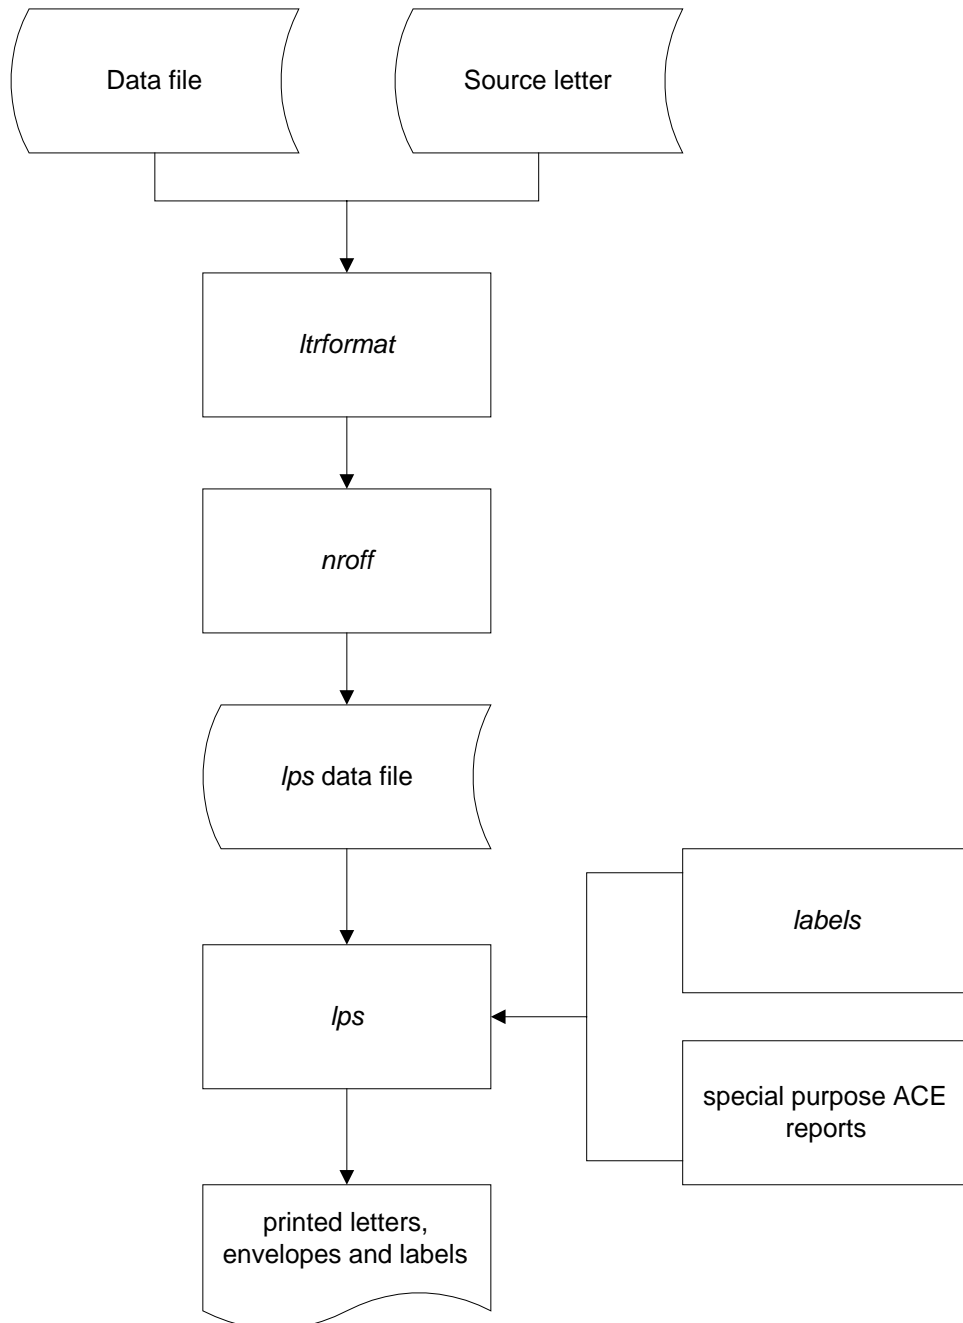 Data file
Source letter
ltrformat
nroff
lps data file
labels
lps
special purpose ACE
reports
printed letters,
envelopes and labels